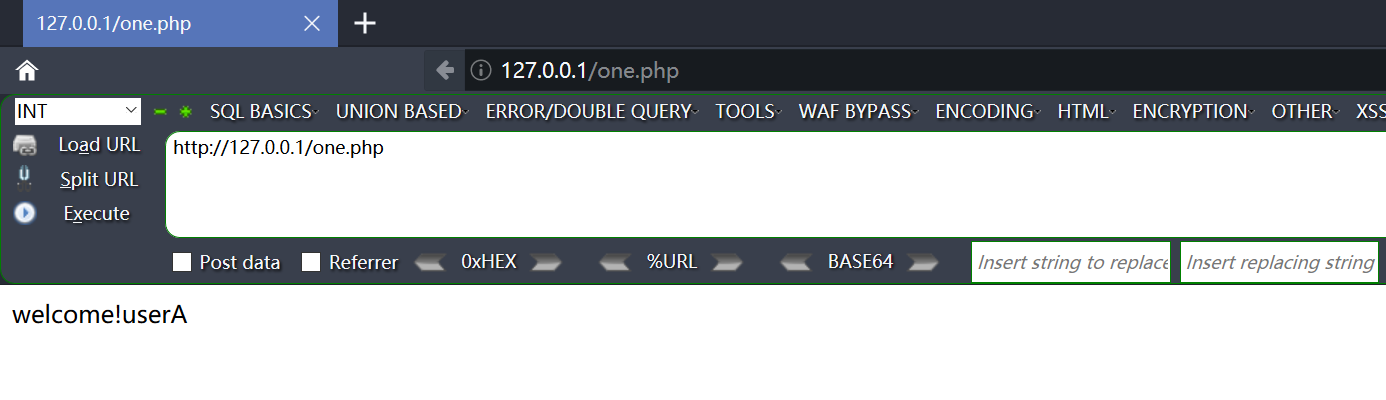 127.0.0.1/one.php
127.0.0.1/one.php
INT SQL BASICS UNION BASED ERROR/DOUBLE QUERY TOOLS WAF BYPASS ENCODING HTML ENCRYPTION OTHER XSS
Load URL http://127.0.0.1/one.php
Split URL
Execute
Post data Referrer 0xHEX %URL BASE64 Insert string to replace Insert replacing string
welcome!userA